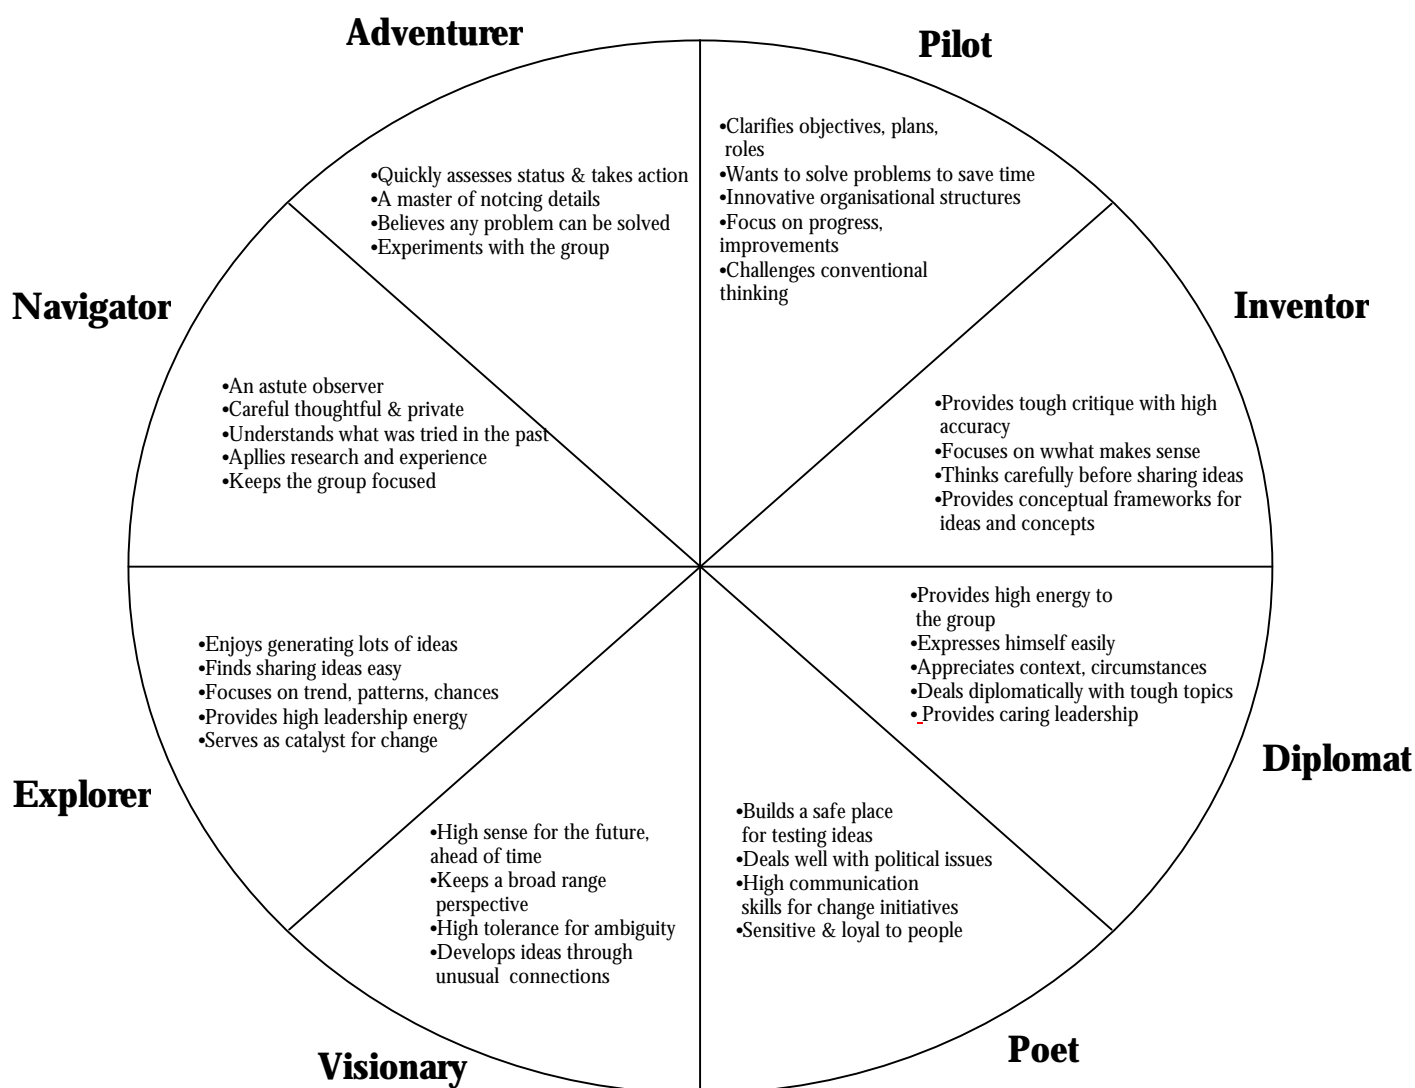 Adventurer
•Quickly assesses status & takes action
•A master of notcing details
•Believes any problem can be solved
•Experiments with the group
Pilot
•Clarifies objectives, plans,
roles
•Wants to solve problems to save time
•Innovative organisational structures
•Focus on progress,
improvements
•Challenges conventional
thinking
Navigator
•An astute observer
•Careful thoughtful & private
•Understands what was tried in the past
•Apllies research and experience
•Keeps the group focused
Inventor
•Provides tough critique with high
accuracy
•Focuses on wwhat makes sense
•Thinks carefully before sharing ideas
•Provides conceptual frameworks for
ideas and concepts
•Enjoys generating lots of ideas
•Finds sharing ideas easy
•Focuses on trend, patterns, chances
•Provides high leadership energy
•Serves as catalyst for change
Explorer
•Provides high energy to
the group
•Expresses himself easily
•Appreciates context, circumstances
•Deals diplomatically with tough topics
• Provides caring leadership
Diplomat
•High sense for the future,
ahead of time
•Keeps a broad range
perspective
•High tolerance for ambiguity
•Develops ideas through
unusual connections
Visionary
•Builds a safe place
for testing ideas
•Deals well with political issues
•High communication
skills for change initiatives
•Sensitive & loyal to people
Poet